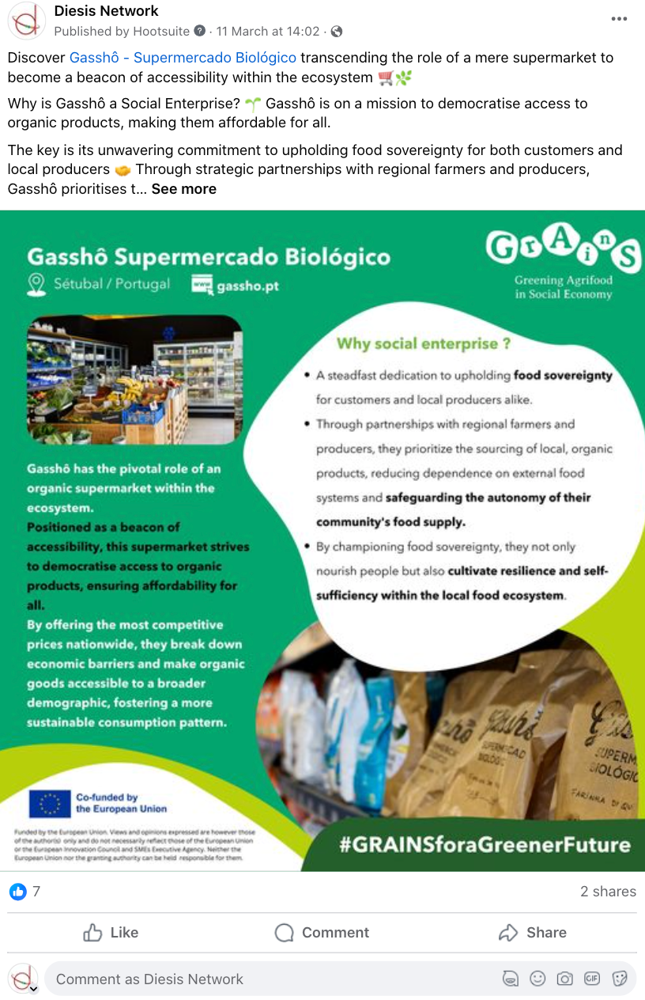 Diesis Network
Published by Hootsuite · 11 March at 14:02 ·
Discover Gasshô - Supermercado Biológico transcending the role of a mere supermarket to
become a beacon of accessibility within the ecosystem 🛒🌿
Why is Gasshô a Social Enterprise? 🌱 Gasshô is on a mission to democratise access to
organic products, making them affordable for all.
The key is its unwavering commitment to upholding food sovereignty for both customers and
local producers 🤝 Through strategic partnerships with regional farmers and producers,
Gasshô prioritises t... See more
GrAinS
Greening Agrifood
in Social Economy
Gasshô Supermercado Biológico
Sétubal / Portugal
www gassho.pt
Gasshô has the pivotal role of an
organic supermarket within the
ecosystem.
Positioned as a beacon of
accessibility, this supermarket strives
to democratise access to organic
products, ensuring affordability for
all.
By offering the most competitive
prices nationwide, they break down
economic barriers and make organic
goods accessible to a broader
demographic, fostering a more
sustainable consumption pattern.
Why social enterprise ?
• A steadfast dedication to upholding food sovereignty
for customers and local producers alike.
• Through partnerships with regional farmers and
producers, they prioritize the sourcing of local, organic
products, reducing dependence on external food
systems and safeguarding the autonomy of their
community's food supply.
• By championing food sovereignty, they not only
nourish people but also cultivate resilience and self-
sufficiency within the local food ecosystem.
SUPERMERCAD
BIOLÓGIC
SUPERM
BIOLÓGIC
FARINHA
Co-funded by
the European Union
Funded by the European Union. Views and opinions expressed are however those
of the author(s) only and do not necessarily reflect those of the European Union
or the European Innovation Council and SMEs Executive Agency. Neither the
European Union nor the granting authority can be held responsible for them.
#GRAINSforaGreenerFuture
7
2 shares
Like
Comment
Share
Comment as Diesis Network
GIF